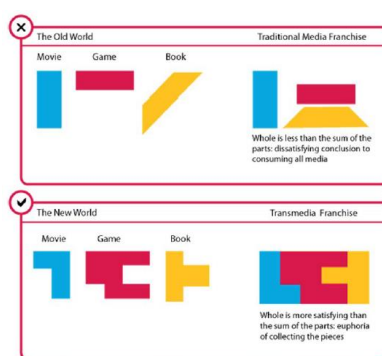 The Old World
Traditional Media Franchise
Movie Game Book
Whole is less than the sum of the
parts: dissatisfying conclusion to
consuming all media
The New World
Transmedia Franchise
Movie Game Book
Whole is more satisfying than
the sum of the parts: euphoria
of collecting the pieces